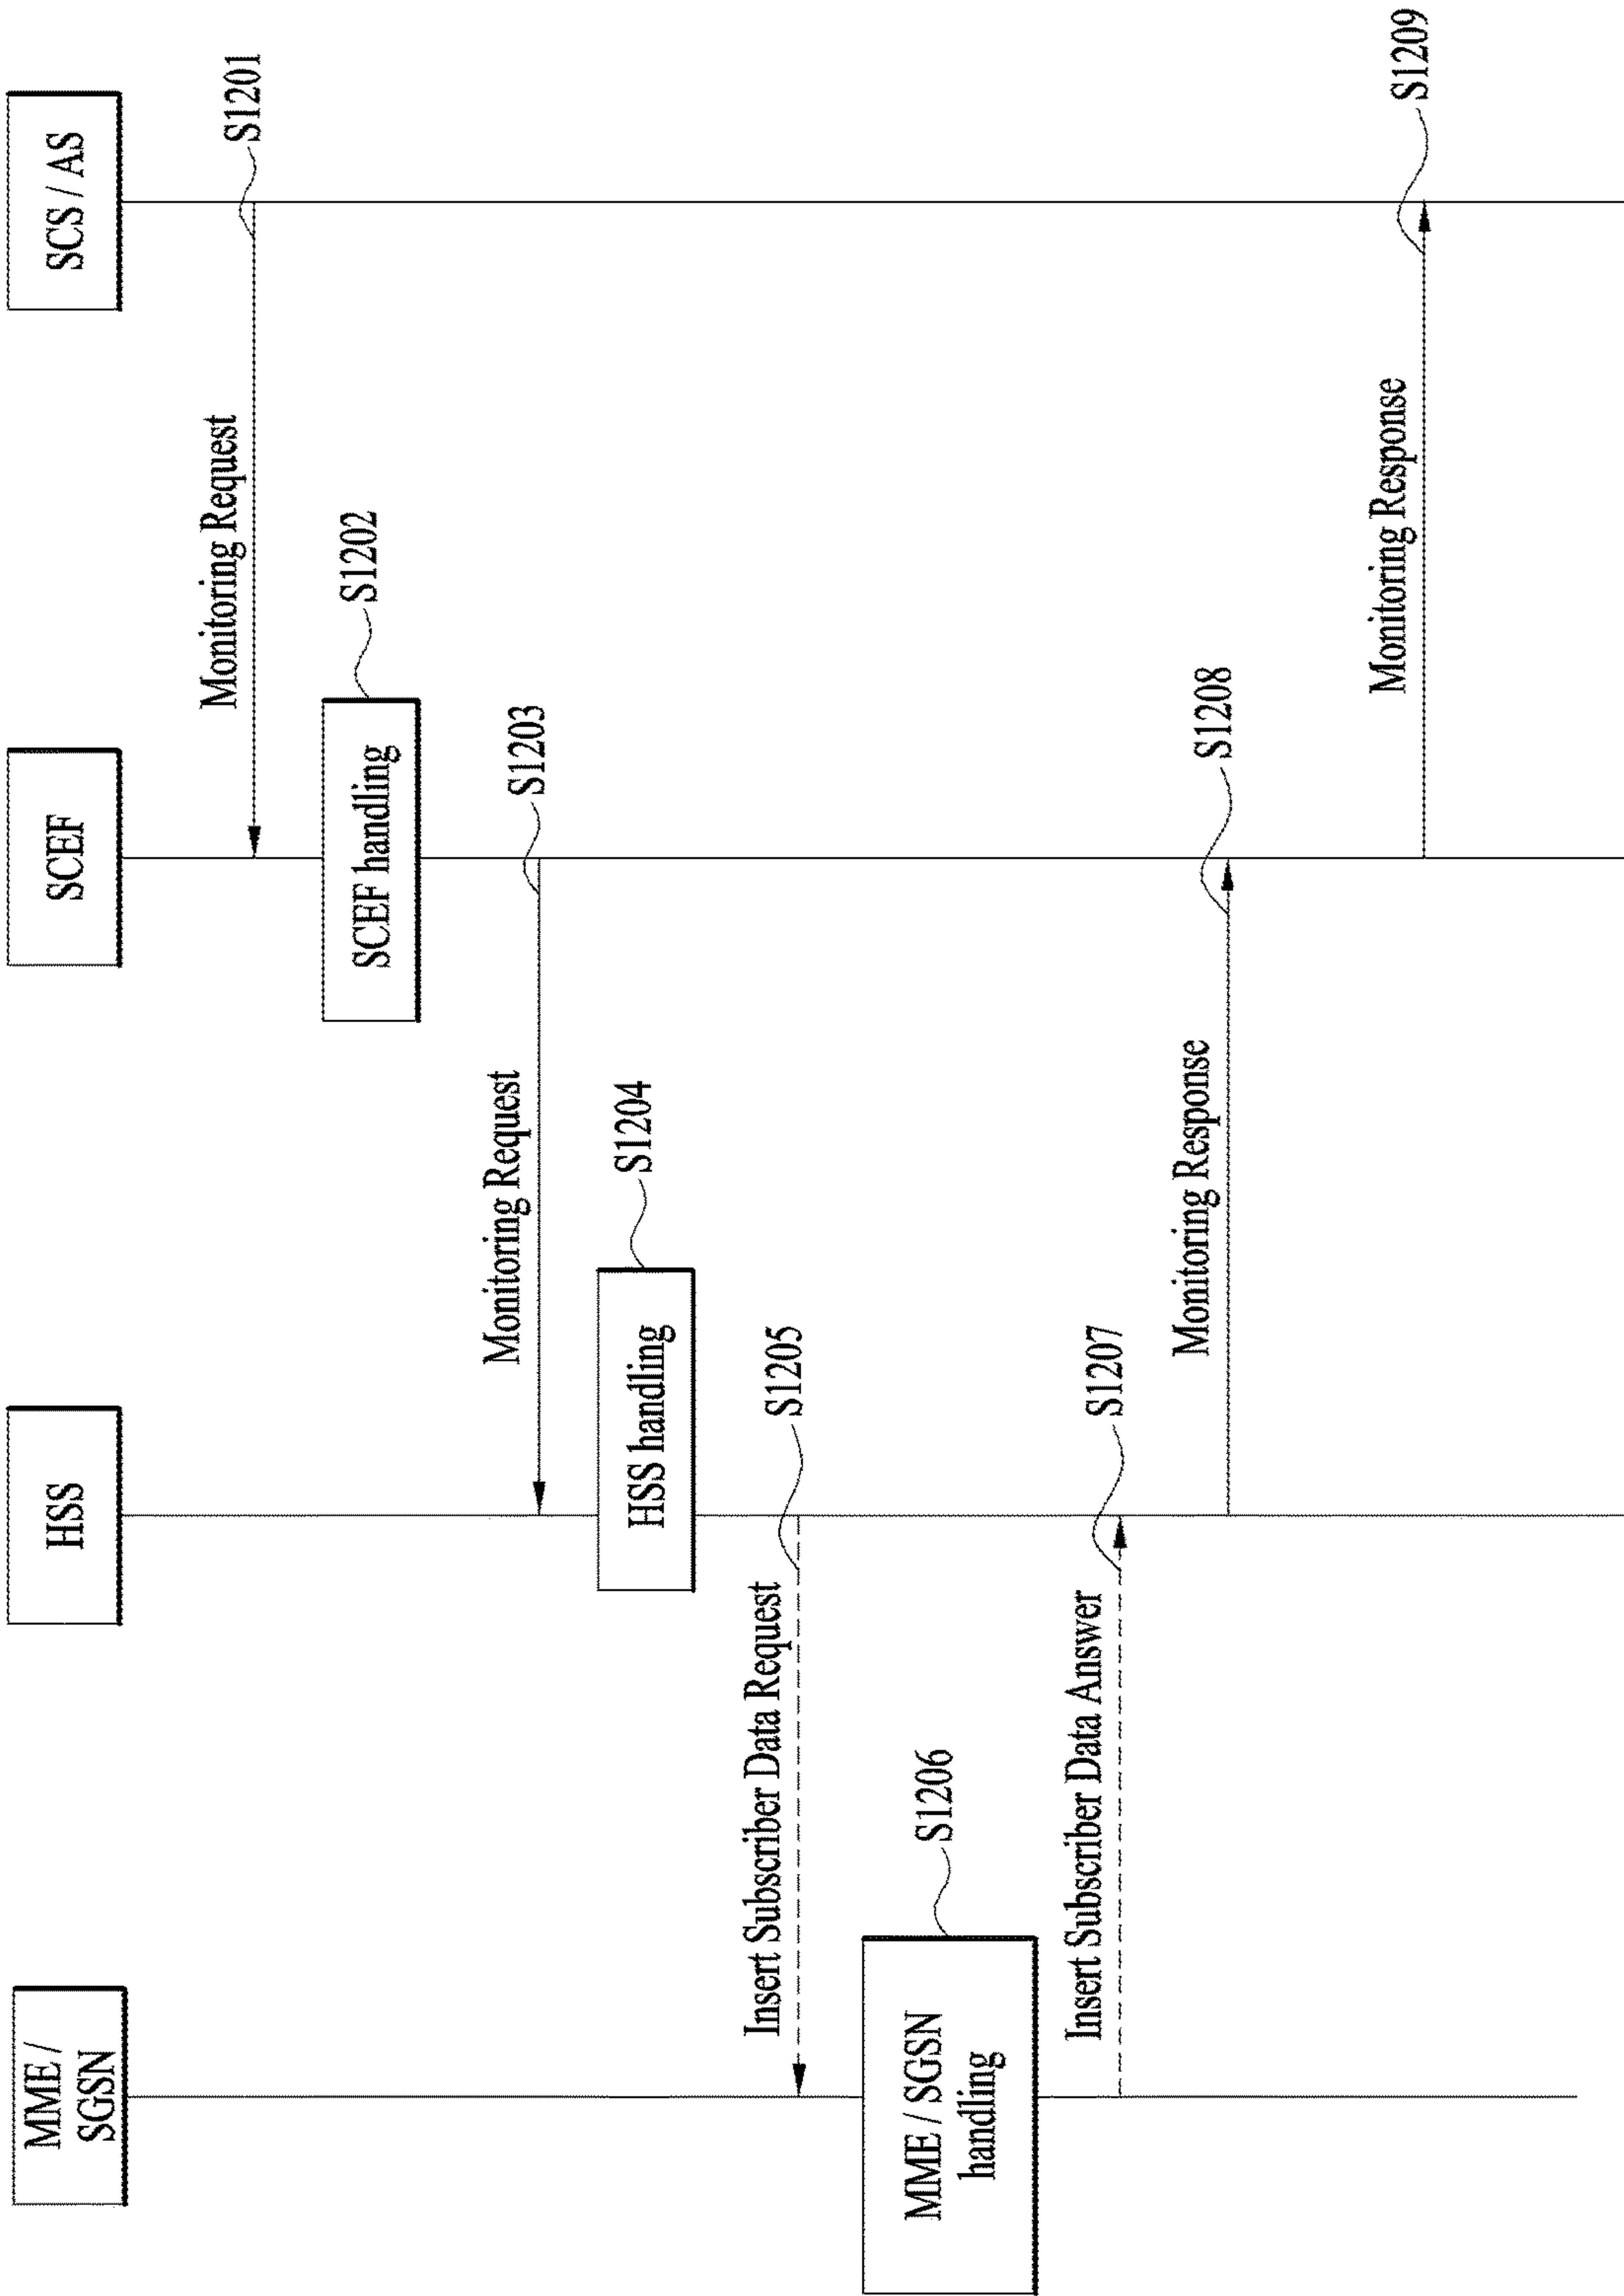 MME /
SGSN
HSS
SCEF
SCS / AS
Monitoring Request
S1201
SCEF handling
S1202
Monitoring Request
S1203
HSS handling
S1204
Insert Subscriber Data Request
S1205
MME / SGSN
handling
S1206
Insert Subscriber Data Answer
S1207
Monitoring Response
S1208
Monitoring Response
S1209